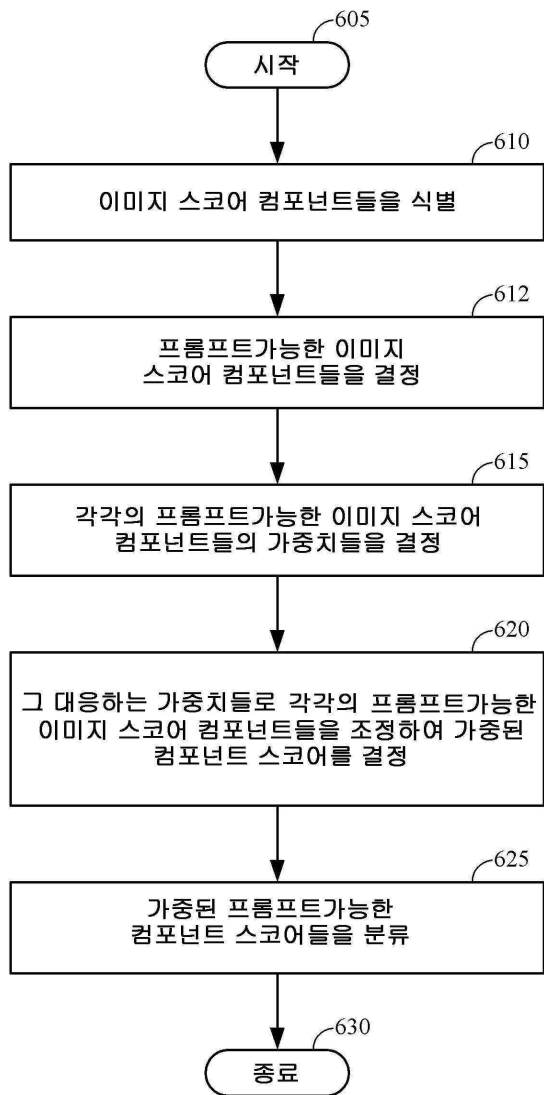 605
시작
610
이미지 스코어 컴포넌트들을 식별
612
프롬프트가능한 이미지
스코어 컴포넌트들을 결정
615
각각의 프롬프트가능한 이미지 스코어
컴포넌트들의 가중치들을 결정
620
그 대응하는 가중치들로 각각의 프롬프트가능한
이미지 스코어 컴포넌트들을 조정하여 가중된
컴포넌트 스코어를 결정
625
가중된 프롬프트가능한
컴포넌트 스코어들을 분류
630
종료